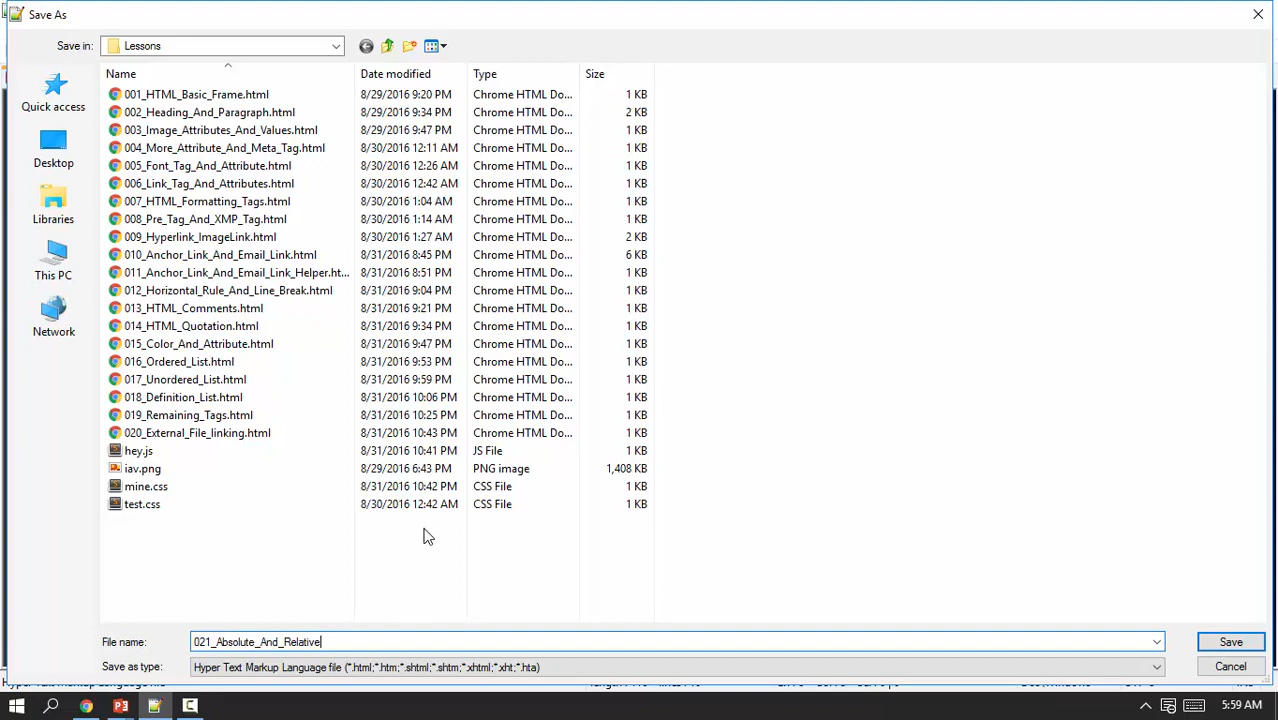 Save As
Save in: Lessons
Name Date modified Type Size
Quick access
Desktop
Libraries
This PC
Network
001_HTML_Basic_Frame.html 8/29/2016 9:20 PM Chrome HTML Do... 1 KB
002_Heading_And_Paragraph.html 8/29/2016 9:34 PM Chrome HTML Do... 2 KB
003_Image_Attributes_And_Values.html 8/29/2016 9:47 PM Chrome HTML Do... 1 KB
004_More_Attribute_And_Meta_Tag.html 8/30/2016 12:11 AM Chrome HTML Do... 1 KB
005_Font_Tag_And_Attribute.html 8/30/2016 12:26 AM Chrome HTML Do... 1 KB
006_Link_Tag_And_Attributes.html 8/30/2016 12:42 AM Chrome HTML Do... 1 KB
007_HTML_Formatting_Tags.html 8/30/2016 1:04 AM Chrome HTML Do... 1 KB
008_Pre_Tag_And_XMP_Tag.html 8/30/2016 1:14 AM Chrome HTML Do... 1 KB
009_Hyperlink_ImageLink.html 8/30/2016 1:27 AM Chrome HTML Do... 2 KB
010_Anchor_Link_And_Email_Link.html 8/31/2016 8:45 PM Chrome HTML Do... 6 KB
011_Anchor_Link_And_Email_Link_Helper.ht... 8/31/2016 8:51 PM Chrome HTML Do... 1 KB
012_Horizontal_Rule_And_Line_Break.html 8/31/2016 9:04 PM Chrome HTML Do... 1 KB
013_HTML_Comments.html 8/31/2016 9:21 PM Chrome HTML Do... 1 KB
014_HTML_Quotation.html 8/31/2016 9:34 PM Chrome HTML Do... 1 KB
015_Color_And_Attribute.html 8/31/2016 9:47 PM Chrome HTML Do... 1 KB
016_Ordered_List.html 8/31/2016 9:53 PM Chrome HTML Do... 1 KB
017_Unordered_List.html 8/31/2016 9:59 PM Chrome HTML Do... 1 KB
018_Definition_List.html 8/31/2016 10:06 PM Chrome HTML Do... 1 KB
019_Remaining_Tags.html 8/31/2016 10:25 PM Chrome HTML Do... 1 KB
020_External_File_linking.html 8/31/2016 10:43 PM Chrome HTML Do... 1 KB
hey.js 8/31/2016 10:41 PM JS File 1 KB
iav.png 8/29/2016 6:43 PM PNG image 1,408 KB
mine.css 8/31/2016 10:42 PM CSS File 1 KB
test.css 8/30/2016 12:42 AM CSS File 1 KB
File name: 021_Absolute_And_Relative Save
Save as type: Hyper Text Markup Language file (*.html;*.htm;*.shtml;*.shtm;*.xhtml;*.xht;*.hta) Cancel
5:59 AM